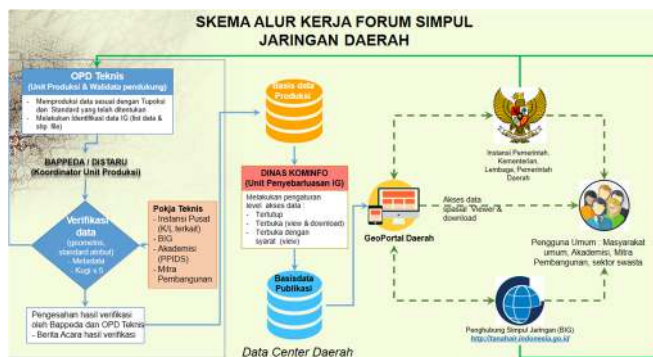 SKEMA ALUR KERJA FORUM SIMPUL
JARINGAN DAERAH
OPD Teknis
(Unit Produksi & Walidata pendukung)
- Memproduksi data sesuai dengan Tupoksi
dan Standard yang telah ditentukan
- Melakukan Identifikasi data IG (list data &
shp file)
BAPPEDA / DISTARU
(Koordinator Unit Produksi)
Verifikasi
data
(geometris,
standard atribut)
- Metadata
- Kugi v 5
Pokja Teknis
- Instansi Pusat
(K/L terkait)
- BIG
- Akademisi
(PPIDS)
- Mitra
Pembangunan
Pengesahan hasil verifikasi
oleh Bappeda dan OPD Teknis
- Berita Acara hasil verifikasi
Basis data
Produksi
DINAS KOMINFO
(Unit Penyebarluasan IG)
Melakukan pengaturan
level akses data :
- Tertutup
- Terbuka (view & download)
- Terbuka dengan
syarat (view)
Basisdata
Publikasi
Data Center Daerah
GeoPortal Daerah
Instansi Pemerintah,
Kementerian,
Lembaga, Pemerintah
Daerah
Akses data
spasial Viewer &
download
Pengguna Umum : Masyarakat
umum, Akademisi, Mitra
Pembangunan, sektor swasta
Penghubung Simpul Jaringan (BIG)
http://tanahair.indonesia.go.id/